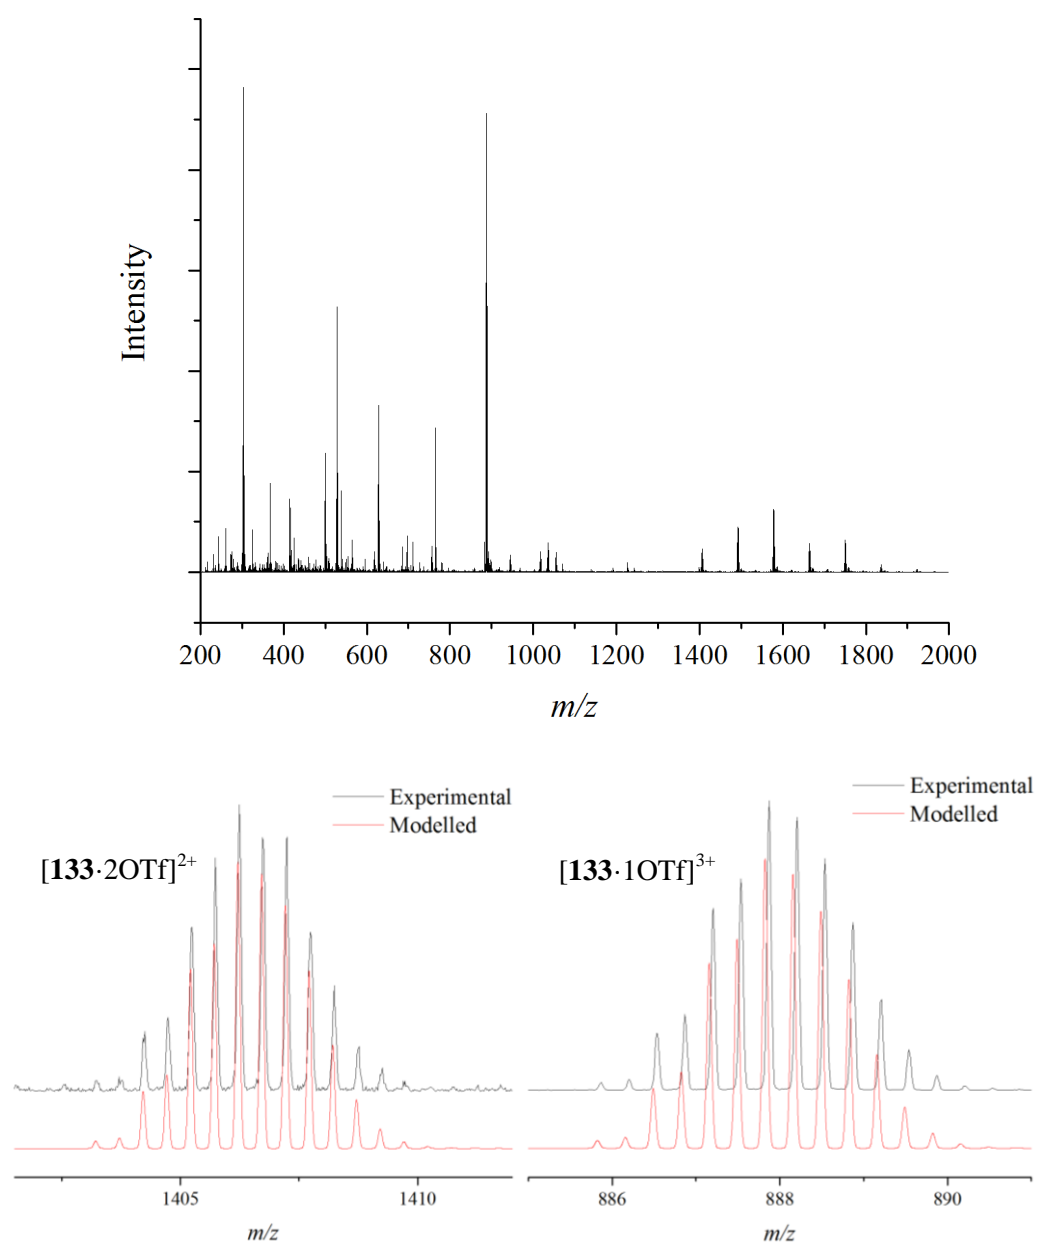 Intensity
200 400 600 800 1000 1200 1400 1600 1800 2000
m/z
Experimental
Modelled
[133·2OTf]2+
1405 1410
m/z
Experimental
Modelled
[133·1OTf]3+
886 888 890
m/z